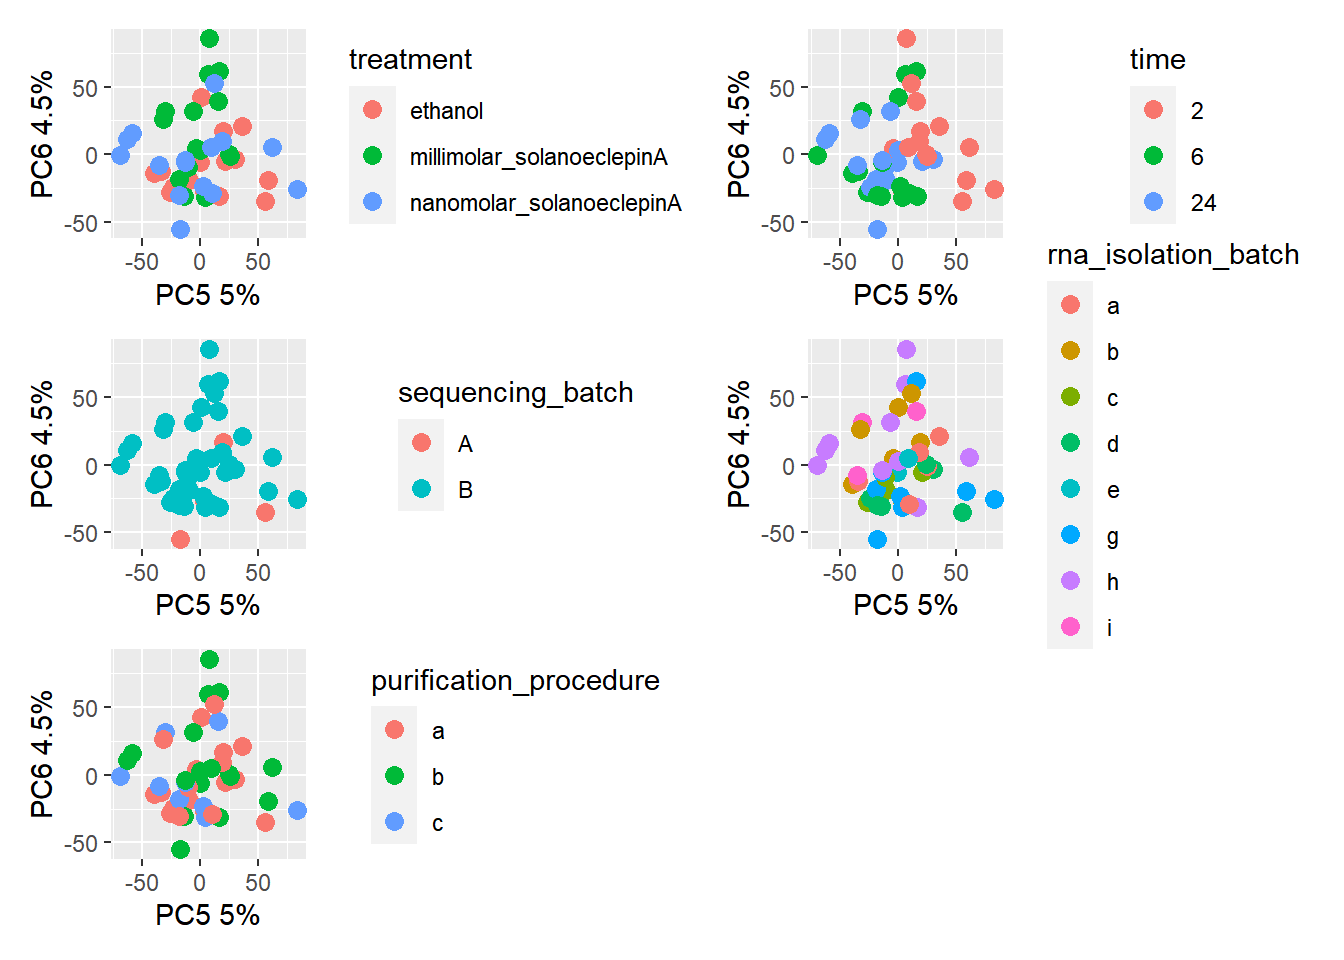 treatment
ethanol
millimolar_solanoeclepinA
nanomolar_solanoeclepinA
PC6 4.5%
50
0
-50
-50 0 50
PC5 5%
time
2
6
24
PC6 4.5%
50
0
-50
-50 0 50
PC5 5%
sequencing_batch
A
B
PC6 4.5%
50
0
-50
-50 0 50
PC5 5%
rna_isolation_batch
a
b
c
d
e
g
h
i
PC6 4.5%
50
0
-50
-50 0 50
PC5 5%
purification_procedure
a
b
c
PC6 4.5%
50
0
-50
-50 0 50
PC5 5%